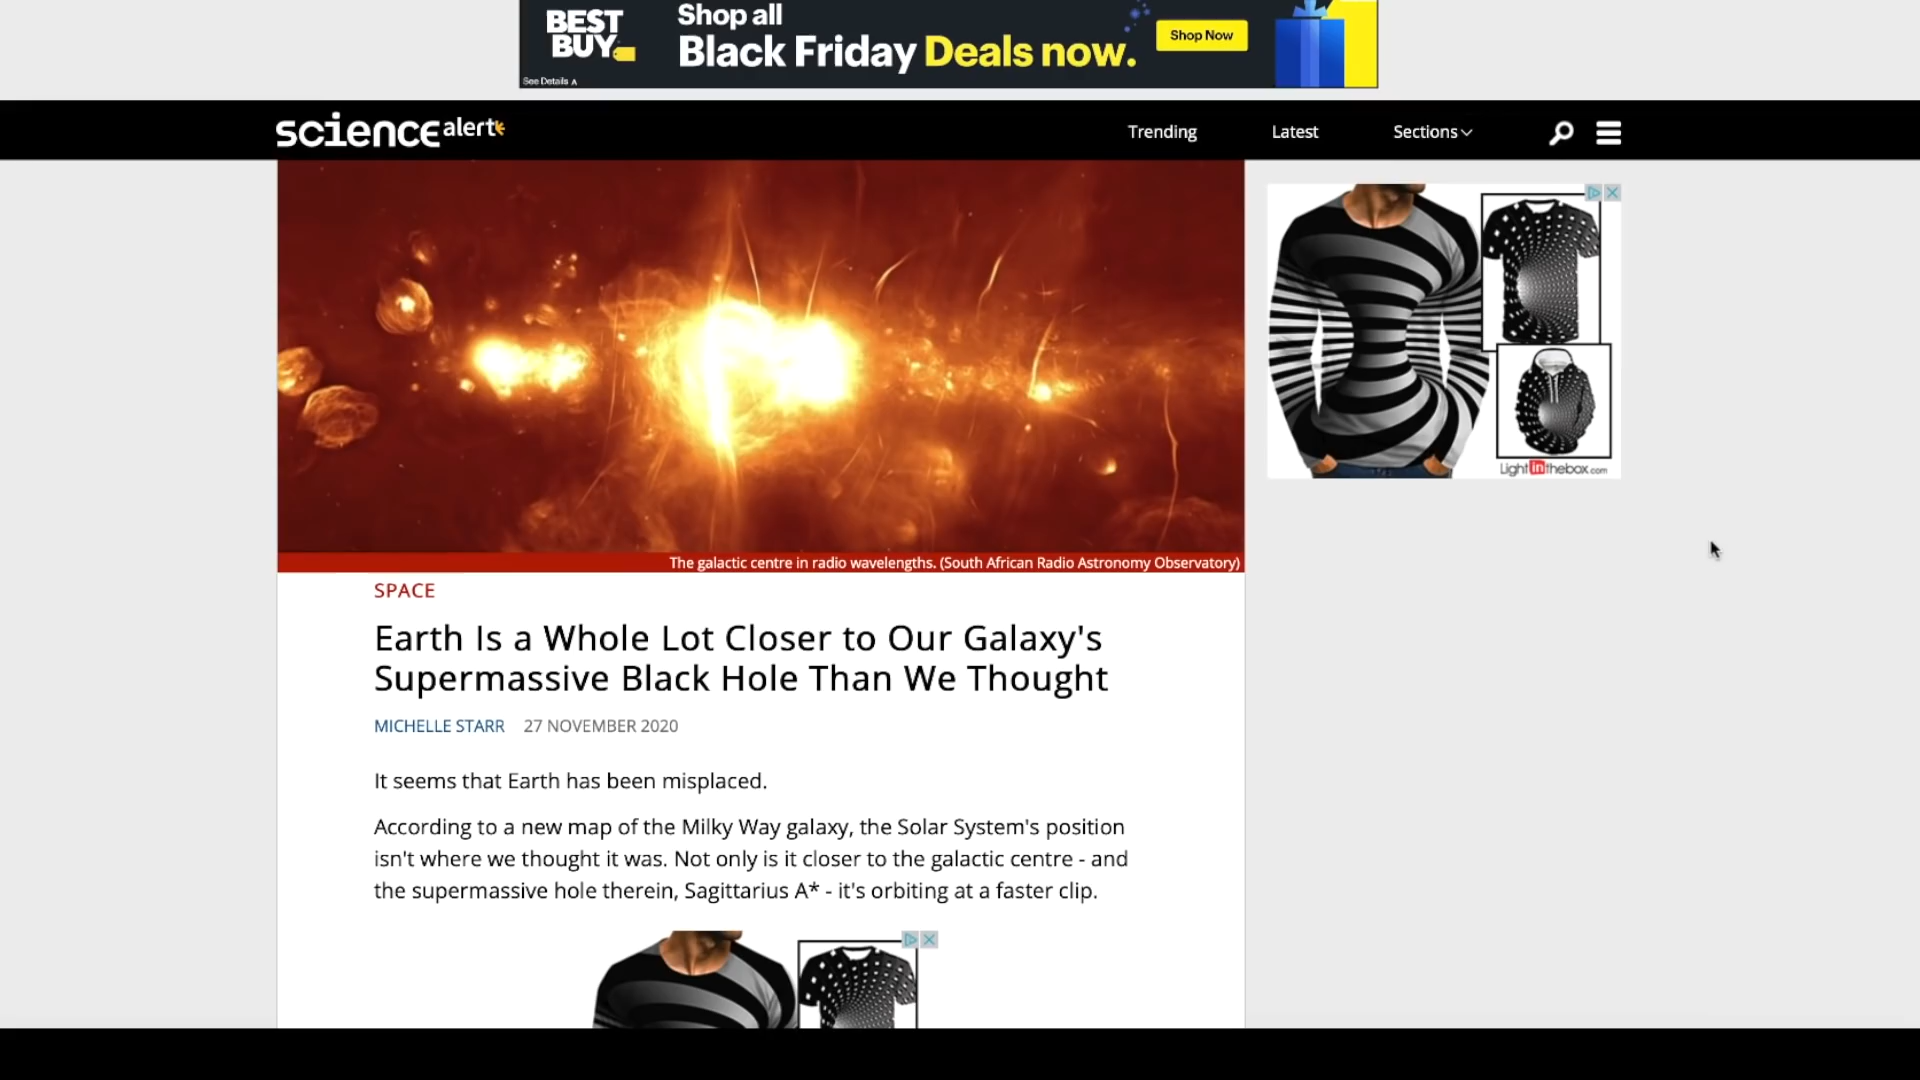 BEST
BUY
Shop all
Black Friday Deals now.
Shop Now
See Details
science alert
Trending
Latest
Sections
Light in thebox.com
The galactic centre in radio wavelengths. (South African Radio Astronomy Observatory)
SPACE
Earth Is a Whole Lot Closer to Our Galaxy's
Supermassive Black Hole Than We Thought
MICHELLE STARR 27 NOVEMBER 2020
It seems that Earth has been misplaced.
According to a new map of the Milky Way galaxy, the Solar System's position
isn't where we thought it was. Not only is it closer to the galactic centre - and
the supermassive hole therein, Sagittarius A* - it's orbiting at a faster clip.